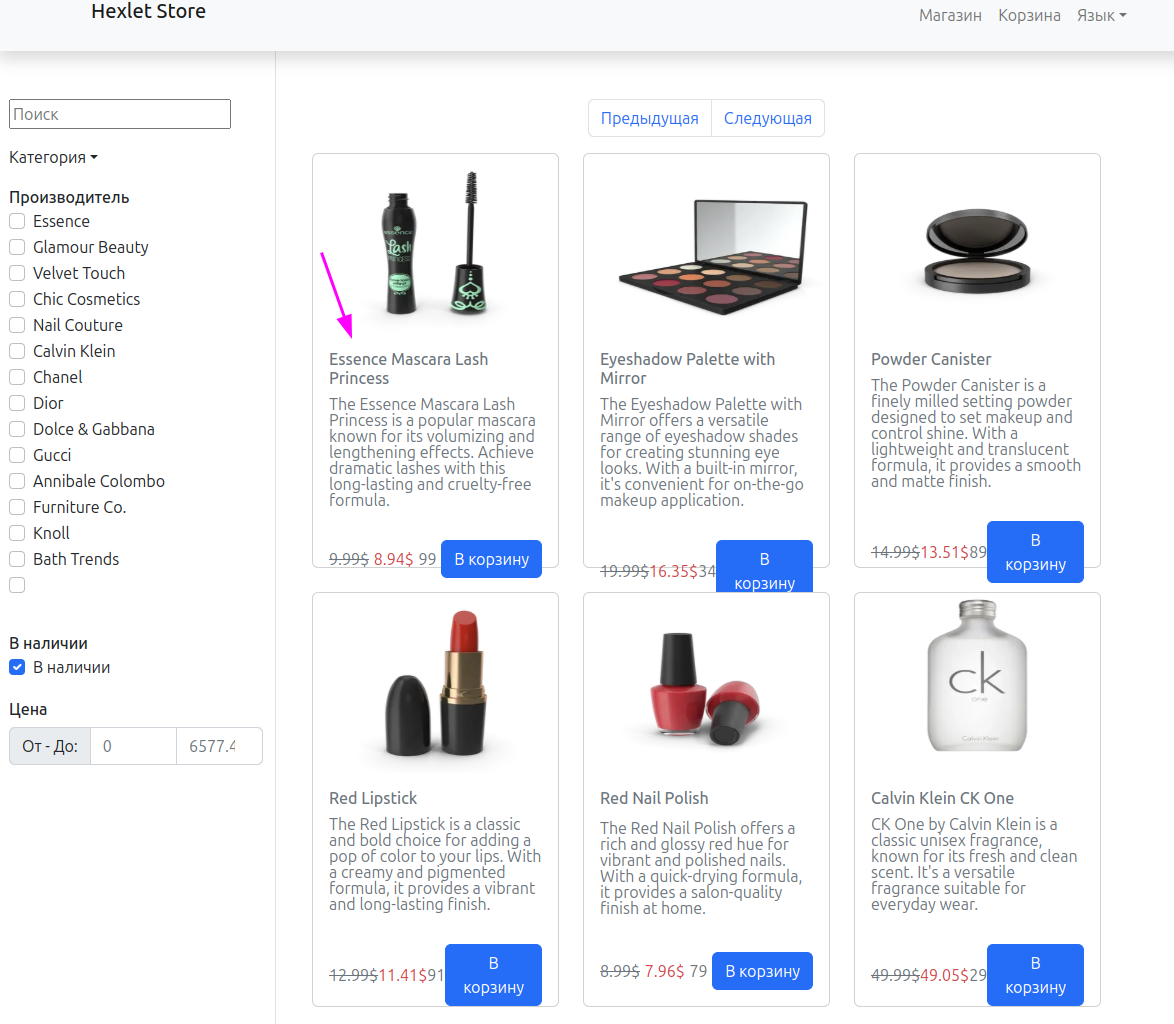 Hexlet Store
Магазин Корзина Язык
Поиск
Категория
Производитель
Essence
Glamour Beauty
Velvet Touch
Chic Cosmetics
Nail Couture
Calvin Klein
Chanel
Dior
Dolce & Gabbana
Gucci
Annibale Colombo
Furniture Co.
Knoll
Bath Trends
В наличии
В наличии
Цена
От - До: 0 6577.4
Предыдущая Следующая
essence
Lash
PRINCESS
Essence Mascara Lash
Princess
The Essence Mascara Lash
Princess is a popular mascara
known for its volumizing and
lengthening effects. Achieve
dramatic lashes with this
long-lasting and cruelty-free
formula.
9.99$ 8.94$ 99 В корзину
Eyeshadow Palette with
Mirror
The Eyeshadow Palette with
Mirror offers a versatile
range of eyeshadow shades
for creating stunning eye
looks. With a built-in mirror,
it's convenient for on-the-go
makeup application.
19.99$16.35$34
В
корзину
Powder Canister
The Powder Canister is a
finely milled setting powder
designed to set makeup and
control shine. With a
lightweight and translucent
formula, it provides a smooth
and matte finish.
14.99$13.51$89
В
корзину
Red Lipstick
The Red Lipstick is a classic
and bold choice for adding a
pop of color to your lips. With
a creamy and pigmented
formula, it provides a vibrant
and long-lasting finish.
12.99$11.41$91
В
корзину
Red Nail Polish
The Red Nail Polish offers a
rich and glossy red hue for
vibrant and polished nails.
With a quick-drying formula,
it provides a salon-quality
finish at home.
8.99$ 7.96$ 79 В корзину
ck
one
Calvin Klein
Calvin Klein CK One
CK One by Calvin Klein is a
classic unisex fragrance,
known for its fresh and clean
scent. It's a versatile
fragrance suitable for
everyday wear.
49.99$49.05$29
В
корзину